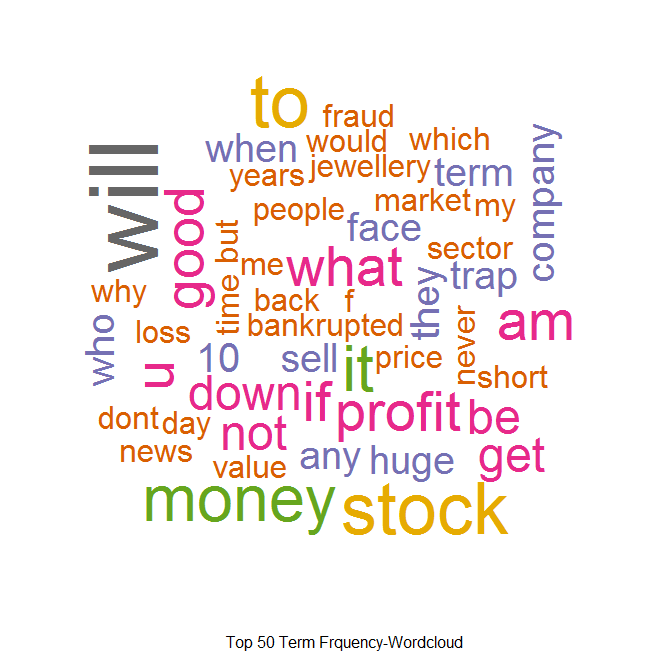 to
fraud
when
would
which
company
will
years
jewellery
term
good
people
market
my
time but
face
what
sector
me
trap
they
why
back
f
who
loss
bankrupted
am
never
10
sell
it
price
short
u
down
if
profit
be
dont
day
not
get
news
value
any
huge
money
stock
Top 50 Term Frquency-Wordcloud